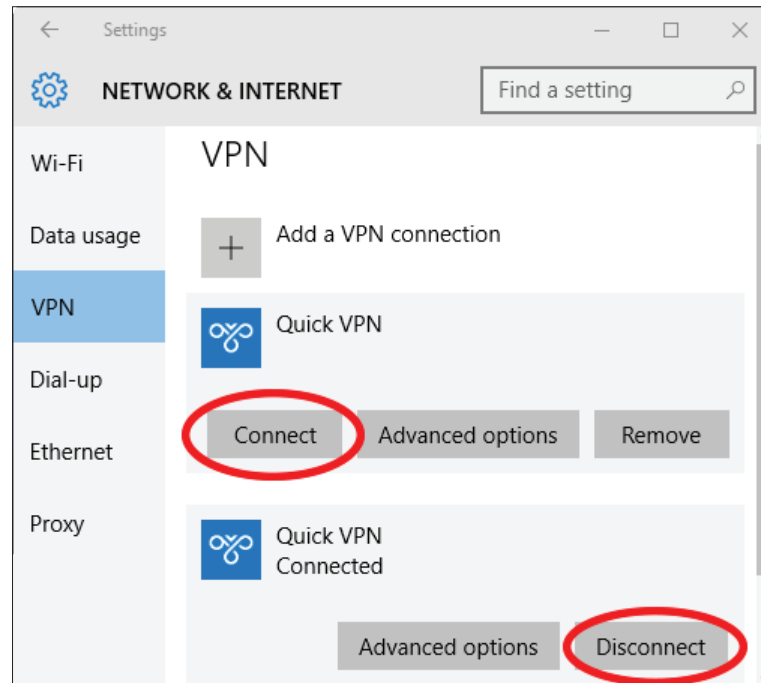 Settings
NETWORK & INTERNET
Find a setting
Wi-Fi
Data usage
VPN
Dial-up
Ethernet
Proxy
VPN
Add a VPN connection
Quick VPN
Connect Advanced options Remove
Quick VPN
Connected
Advanced options Disconnect